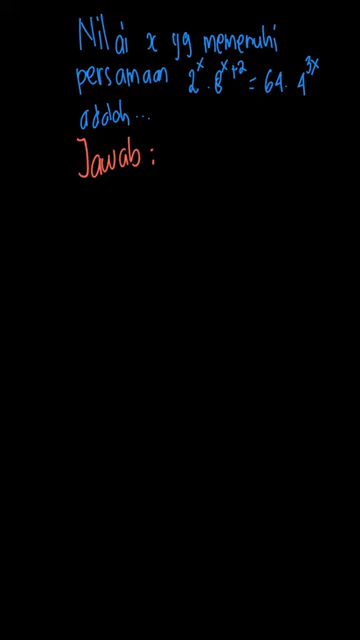 Nilai x yg memenuhi
persamaan 2^x . 8^{x+2} = 64 . 4^{3x}
adalah ...
Jawab :